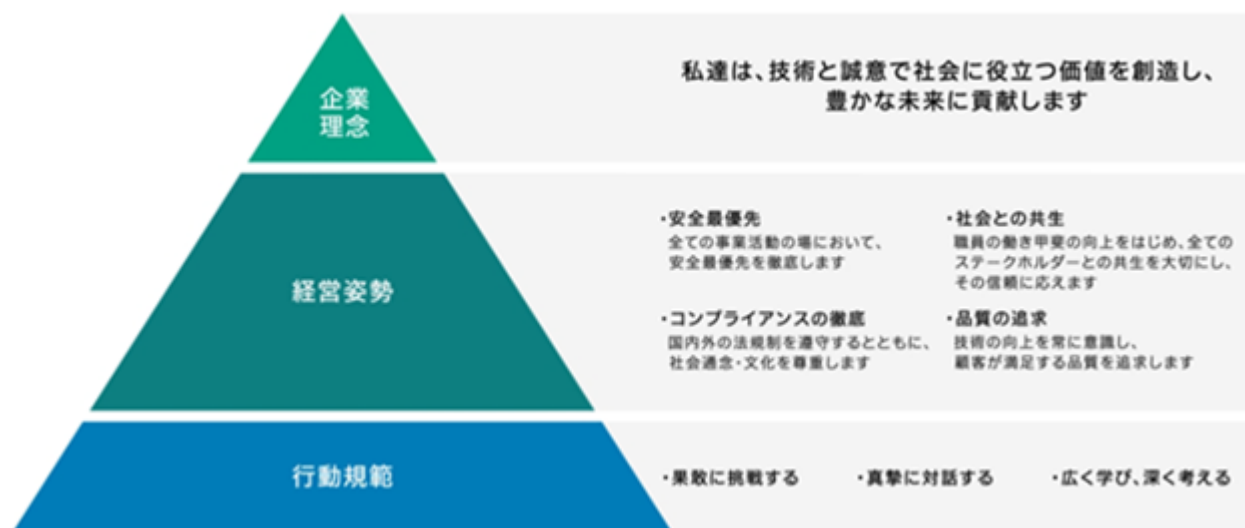 企業
理念
私達は、技術と誠意で社会に役立つ価値を創造し、
豊かな未来に貢献します
経営姿勢
・安全最優先
全ての事業活動の場において、
安全最優先を徹底します
・社会との共生
職員の働き甲斐の向上をはじめ、全ての
ステークホルダーとの共生を大切にし、
その信頼に応えます
・コンプライアンスの徹底
国内外の法規制を遵守するとともに、
社会通念・文化を尊重します
・品質の追求
技術の向上を常に意識し、
顧客が満足する品質を追求します
行動規範
・果敢に挑戦する
・真摯に対話する
・広く学び、深く考える